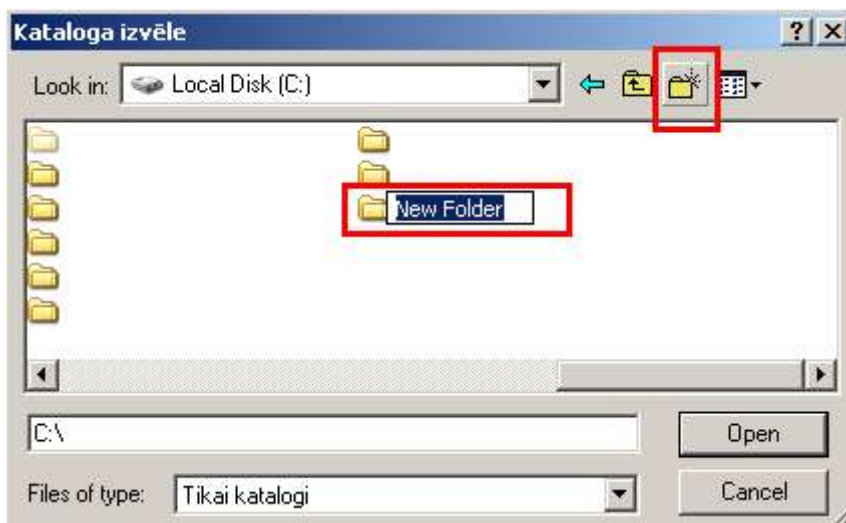 Kataloga izvēle
Look in: Local Disk (C:)
New Folder
C:\ Open
Files of type: Tikai katalogi Cancel